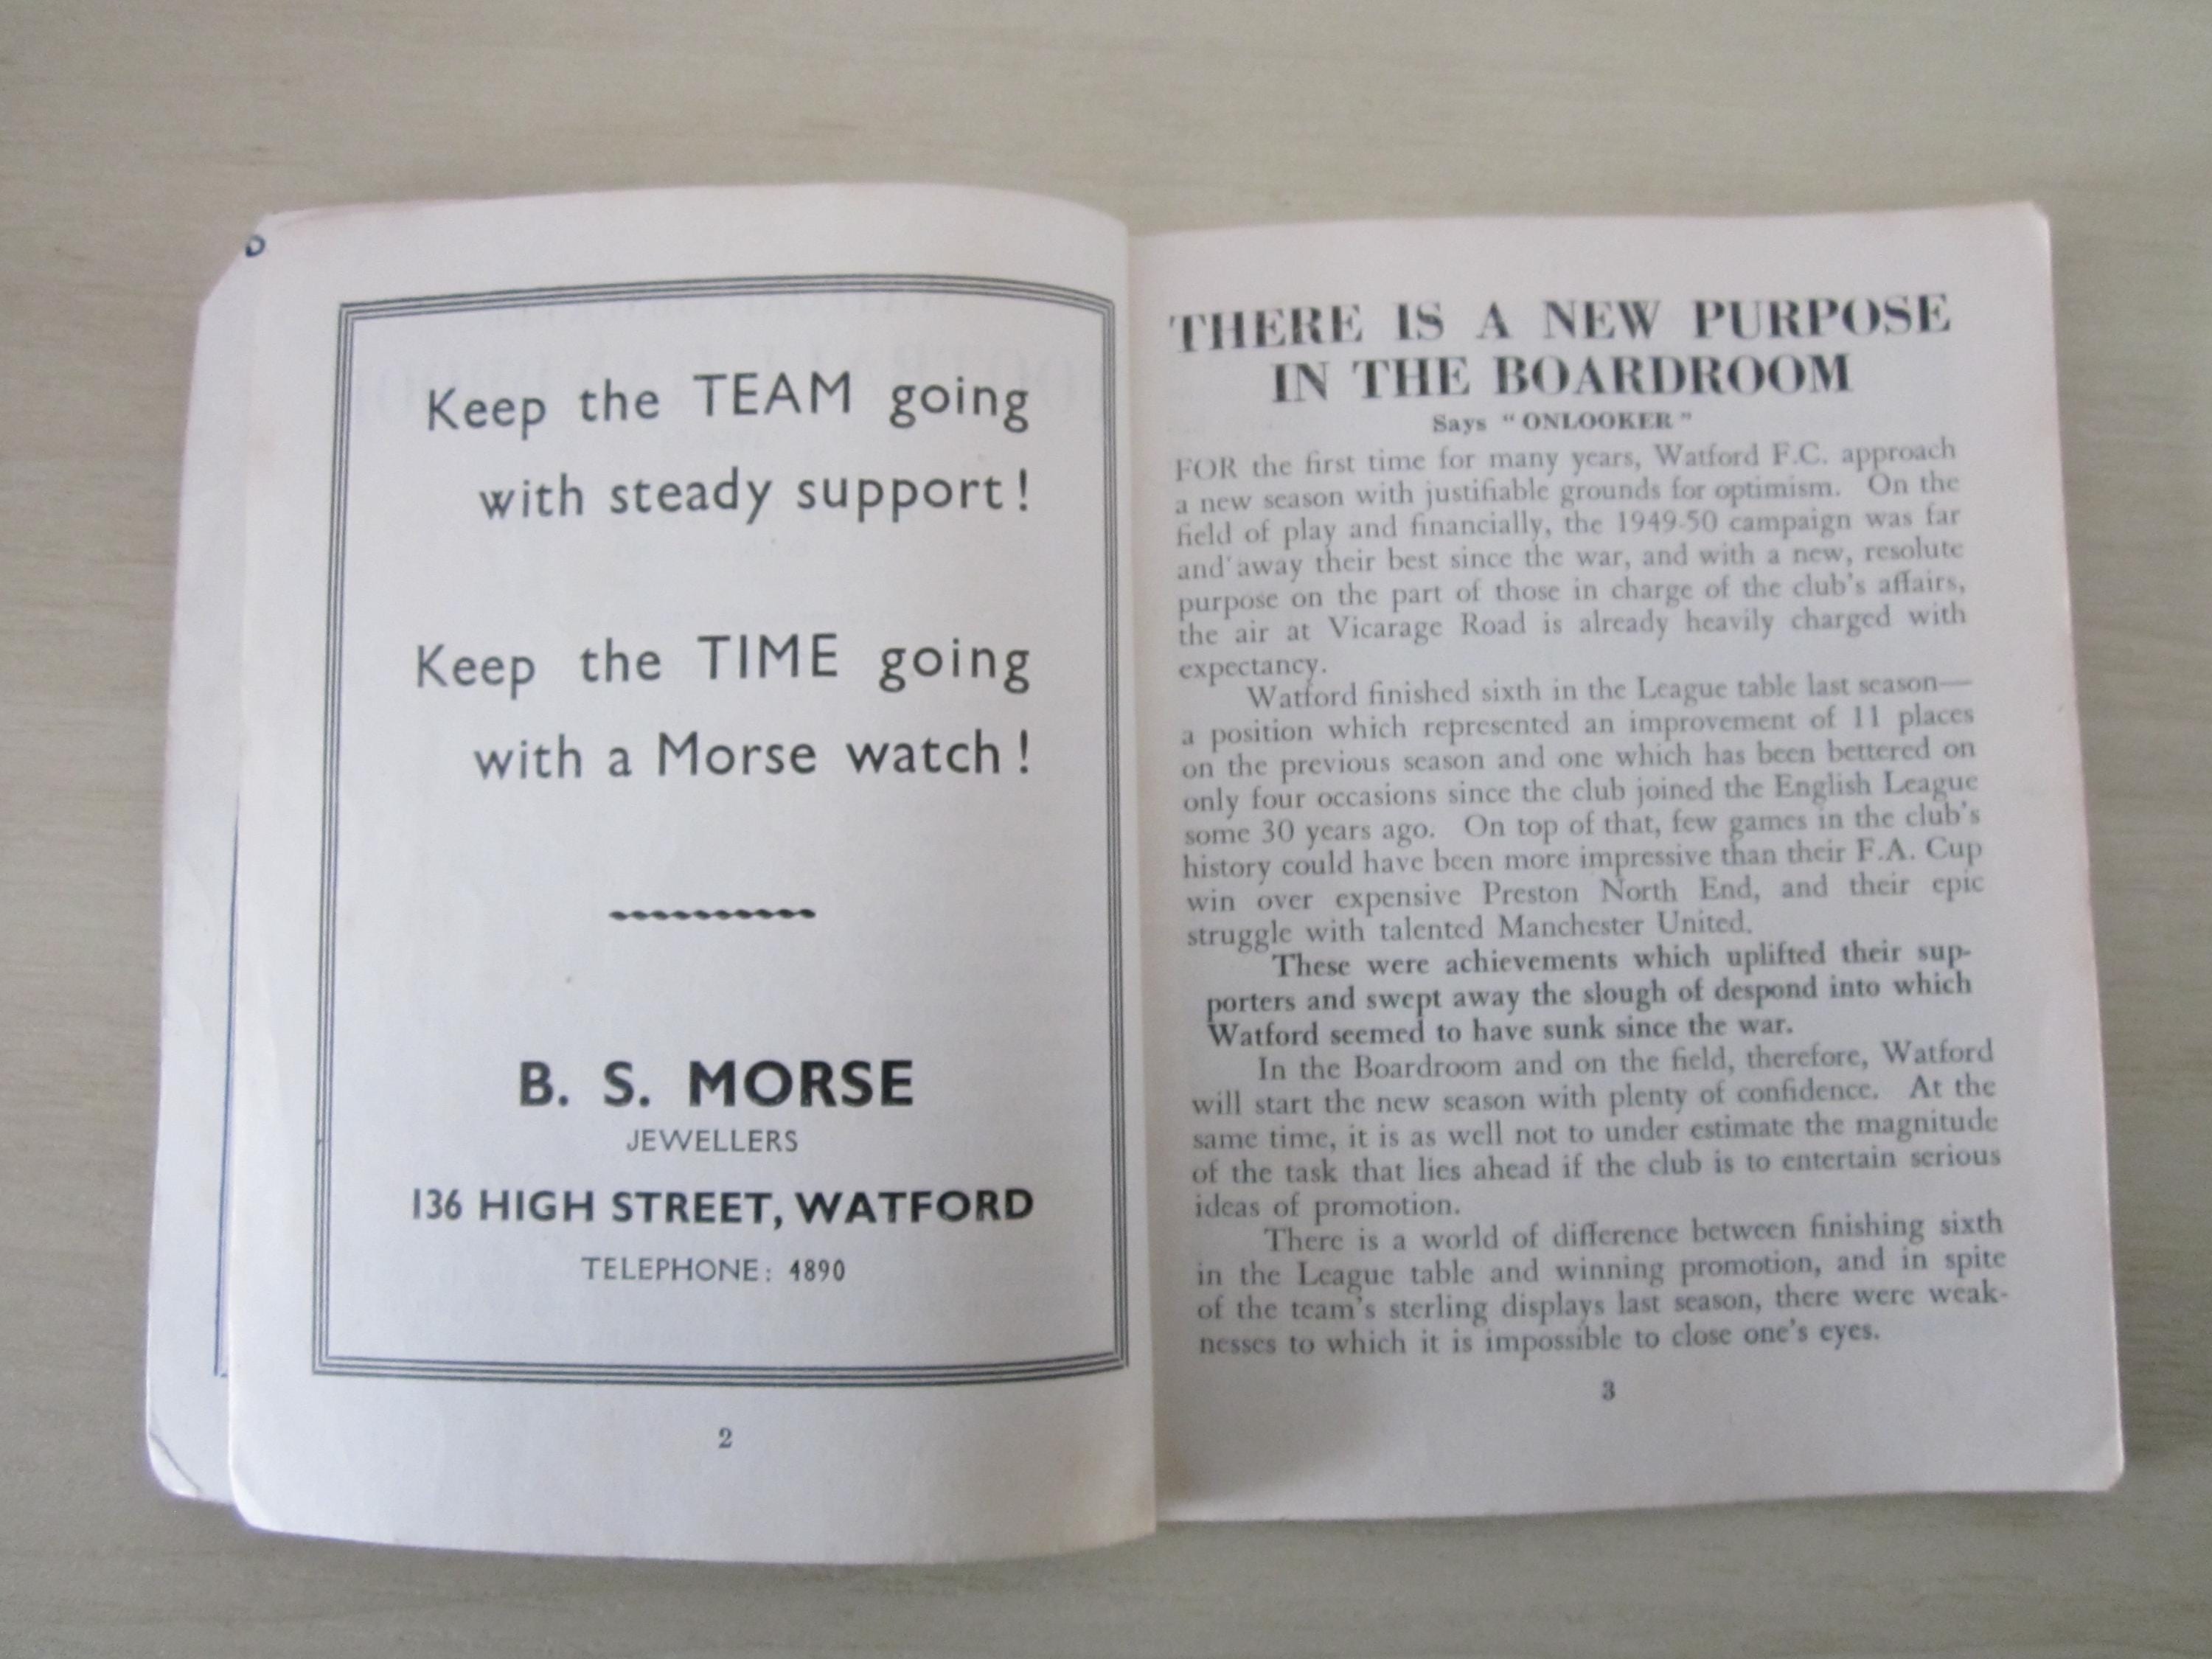 Keep the TEAM going
with steady support!
Keep the TIME going
with a Morse watch!
B. S. MORSE
JEWELLERS
136 HIGH STREET, WATFORD
TELEPHONE: 4890
2
THERE IS A NEW PURPOSE
IN THE BOARDROOM
Says "ONLOOKER"
FOR the first time for many years, Watford F.C. approach
a new season with justifiable grounds for optimism. On the
field of play and financially, the 1949-50 campaign was far
and away their best since the war, and with a new, resolute
purpose on the part of those in charge of the club's affairs,
the air at Vicarage Road is already heavily charged with
expectancy.
Watford finished sixth in the League table last season—
a position which represented an improvement of 11 places
on the previous season and one which has been bettered on
only four occasions since the club joined the English League
some 30 years ago. On top of that, few games in the club's
history could have been more impressive than their F.A. Cup
win over expensive Preston North End, and their epic
struggle with talented Manchester United.
These were achievements which uplifted their sup-
porters and swept away the slough of despond into which
Watford seemed to have sunk since the war.
In the Boardroom and on the field, therefore, Watford
will start the new season with plenty of confidence. At the
same time, it is as well not to under estimate the magnitude
of the task that lies ahead if the club is to entertain serious
ideas of promotion.
There is a world of difference between finishing sixth
in the League table and winning promotion, and in spite
of the team's sterling displays last season, there were weak-
nesses to which it is impossible to close one's eyes.
3